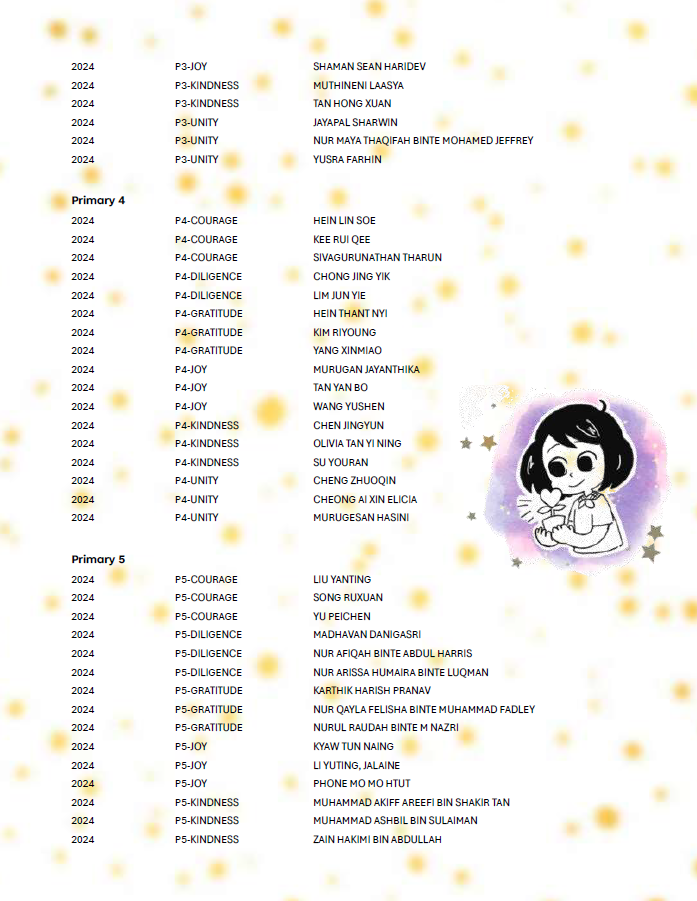 2024 P3-JOY SHAMAN SEAN HARIDEV
2024 P3-KINDNESS MUTHINENI LAASYA
2024 P3-KINDNESS TAN HONG XUAN
2024 P3-UNITY JAYAPAL SHARWIN
2024 P3-UNITY NUR MAYA THAQIFAH BINTE MOHAMED JEFFREY
2024 P3-UNITY YUSRA FARHIN
Primary 4
2024 P4-COURAGE HEIN LIN SOE
2024 P4-COURAGE KEE RUI QEE
2024 P4-COURAGE SIVAGURUNATHAN THARUN
2024 P4-DILIGENCE CHONG JING YIK
2024 P4-DILIGENCE LIM JUN YIE
2024 P4-GRATITUDE HEIN THANT NYI
2024 P4-GRATITUDE KIM RIYOUNG
2024 P4-GRATITUDE YANG XINMIAO
2024 P4-JOY MURUGAN JAYANTHIKA
2024 P4-JOY TAN YAN BO
2024 P4-JOY WANG YUSHEN
2024 P4-KINDNESS CHEN JINGYUN
2024 P4-KINDNESS OLIVIA TAN YI NING
2024 P4-KINDNESS SU YOURAN
2024 P4-UNITY CHENG ZHUOQIN
2024 P4-UNITY CHEONG AI XIN ELICIA
2024 P4-UNITY MURUGESAN HASINI
Primary 5
2024 P5-COURAGE LIU YANTING
2024 P5-COURAGE SONG RUXUAN
2024 P5-COURAGE YU PEICHEN
2024 P5-DILIGENCE MADHAVAN DANIGASRI
2024 P5-DILIGENCE NUR AFIQAH BINTE ABDUL HARRIS
2024 P5-DILIGENCE NUR ARISSA HUMAIRA BINTE LUQMAN
2024 P5-GRATITUDE KARTHIK HARISH PRANAV
2024 P5-GRATITUDE NUR QAYLA FELISHA BINTE MUHAMMAD FADLEY
2024 P5-GRATITUDE NURUL RAUDAH BINTE M NAZRI
2024 P5-JOY KYAW TUN NAING
2024 P5-JOY LI YUTING, JALAINE
2024 P5-JOY PHONE MO MO HTUT
2024 P5-KINDNESS MUHAMMAD AKIFF AREEFI BIN SHAKIR TAN
2024 P5-KINDNESS MUHAMMAD ASHBIL BIN SULAIMAN
2024 P5-KINDNESS ZAIN HAKIMI BIN ABDULLAH